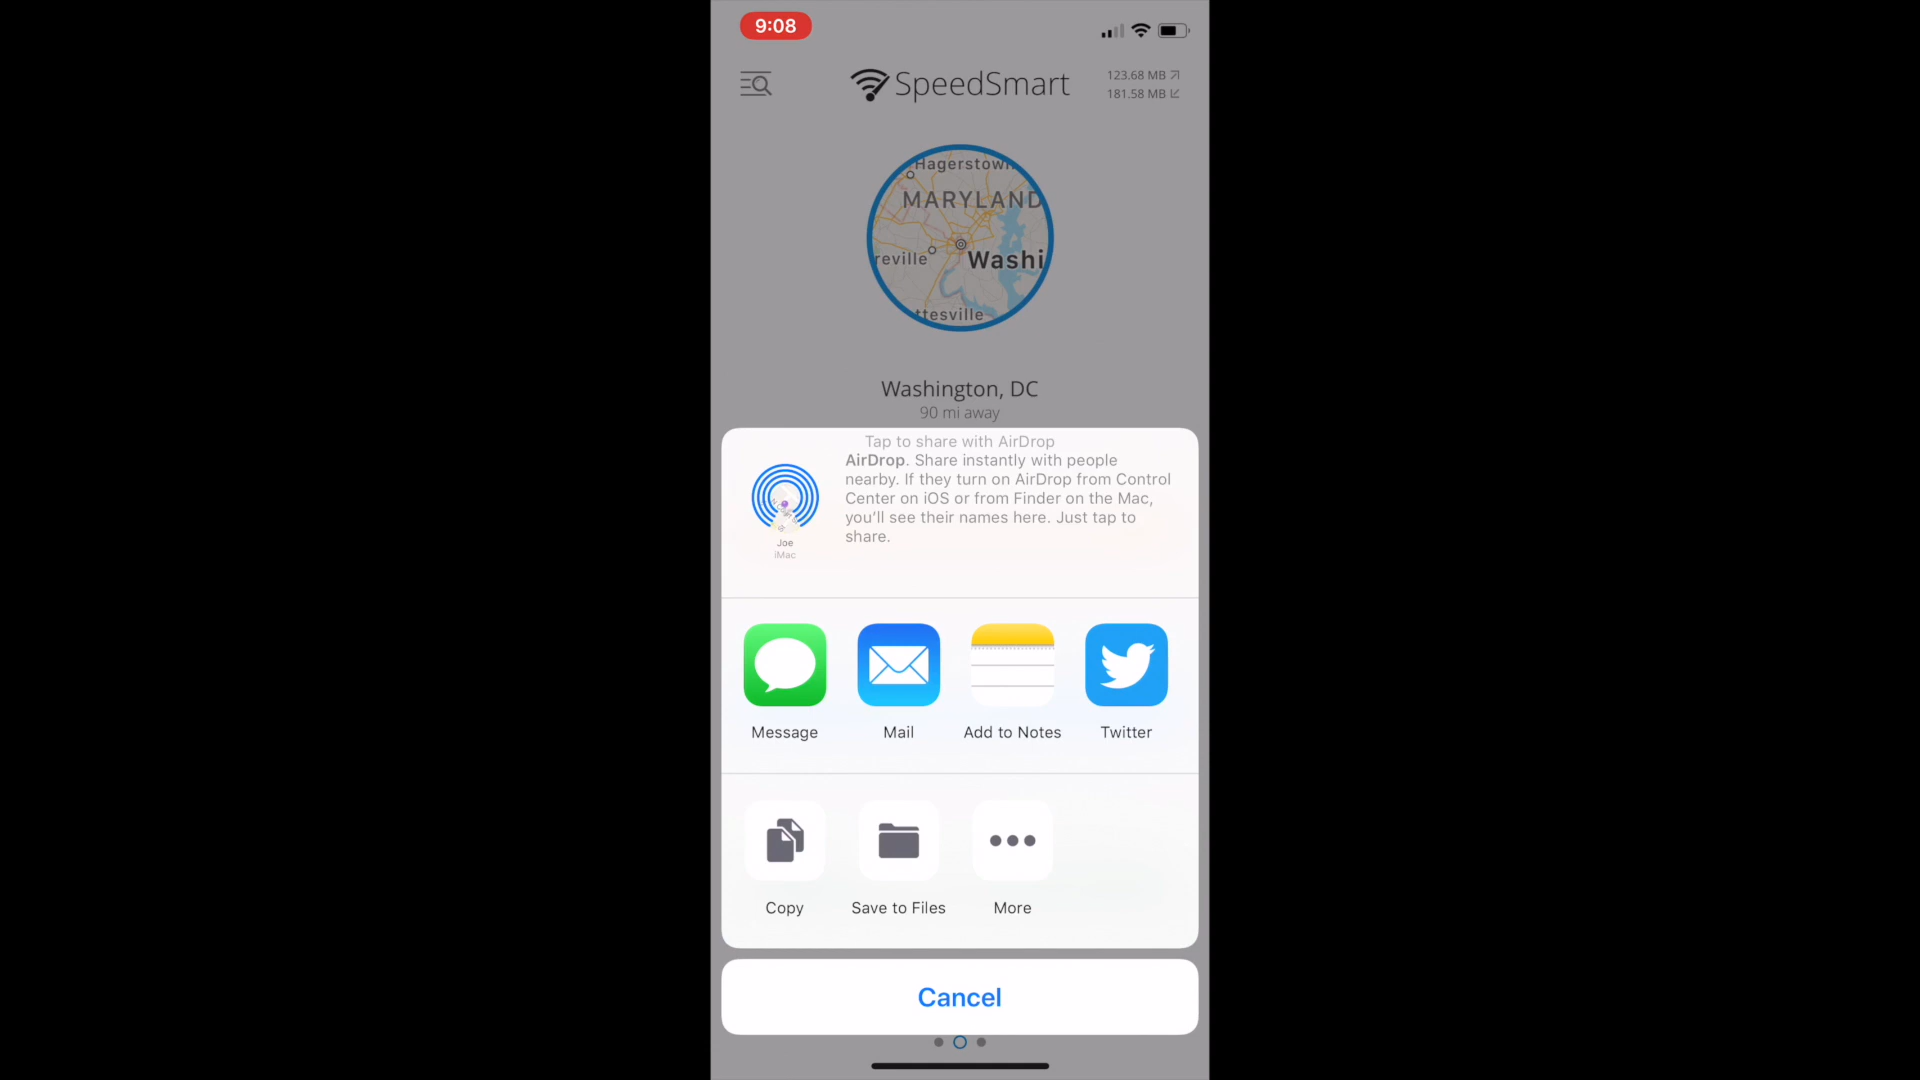 9:08
SpeedSmart
123.68 MB
181.58 MB
Hagerstown
MARYLAND
reville
Washi
ttesville
Washington, DC
90 mi away
Tap to share with AirDrop
AirDrop. Share instantly with people
nearby. If they turn on AirDrop from Control
Center on iOS or from Finder on the Mac,
you’ll see their names here. Just tap to
share.
Joe
iMac
Message
Mail
Add to Notes
Twitter
Copy
Save to Files
More
Cancel